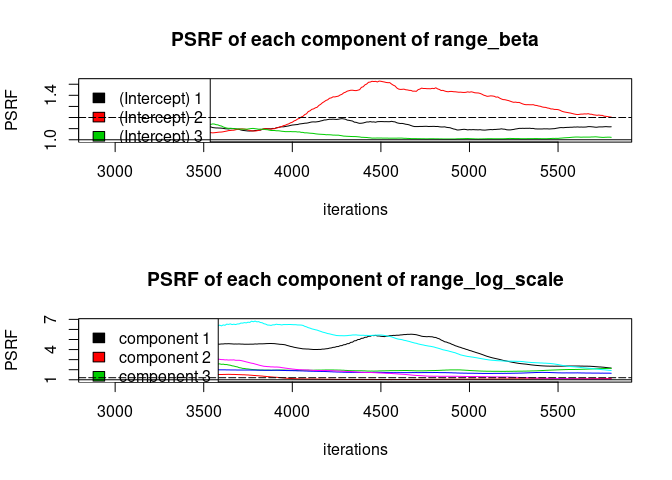 PSRF of each component of range_beta
PSRF
1.4
1.0
(Intercept) 1
(Intercept) 2
(Intercept) 3
3000 3500 4000 4500 5000 5500
iterations
PSRF of each component of range_log_scale
PSRF
7
4
1
component 1
component 2
component 3
3000 3500 4000 4500 5000 5500
iterations